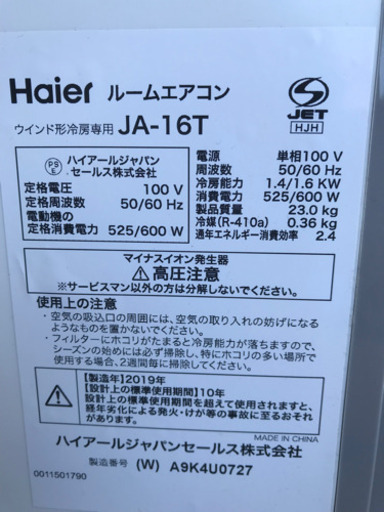 Haier ルームエアコン
ウインド形冷房専用 JA-16T
S
JET
HJH
PS
E
ハイアールジャパン
セールス株式会社
定格電圧 100 V
定格周波数 50/60 Hz
電動機の
定格消費電力 525/600 W
電源 単相100 V
周波数 50/60 Hz
冷房能力 1.4/1.6 KW
消費電力 525/600 W
製品質量 23.0 kg
冷媒(R-410a) 0.36 kg
通年エネルギー消費効率 2.4
マイナスイオン発生器
⚠高圧注意
※サービスマン以外の方は分解しないでください。
使用上の注意
・空気の吸込口の周囲には、空気の取り入れの妨げになるようなものを置かないでください。
・フィルターにホコリがたまると冷房能力が落ちますので、
シーズンの始めには必ず掃除し、特にホコリの多い場所で
使用する場合、2週間毎に掃除してください。
【製造年】2019年
【設計上の標準使用期間】10年
設計上の標準使用期間を超えて使用されますと、
経年劣化による発火・けが等の事故に至るおそれ
があります。
MADE IN CHINA
ハイアールジャパンセールス株式会社
0011501790
製造番号 (W) A9K4U0727